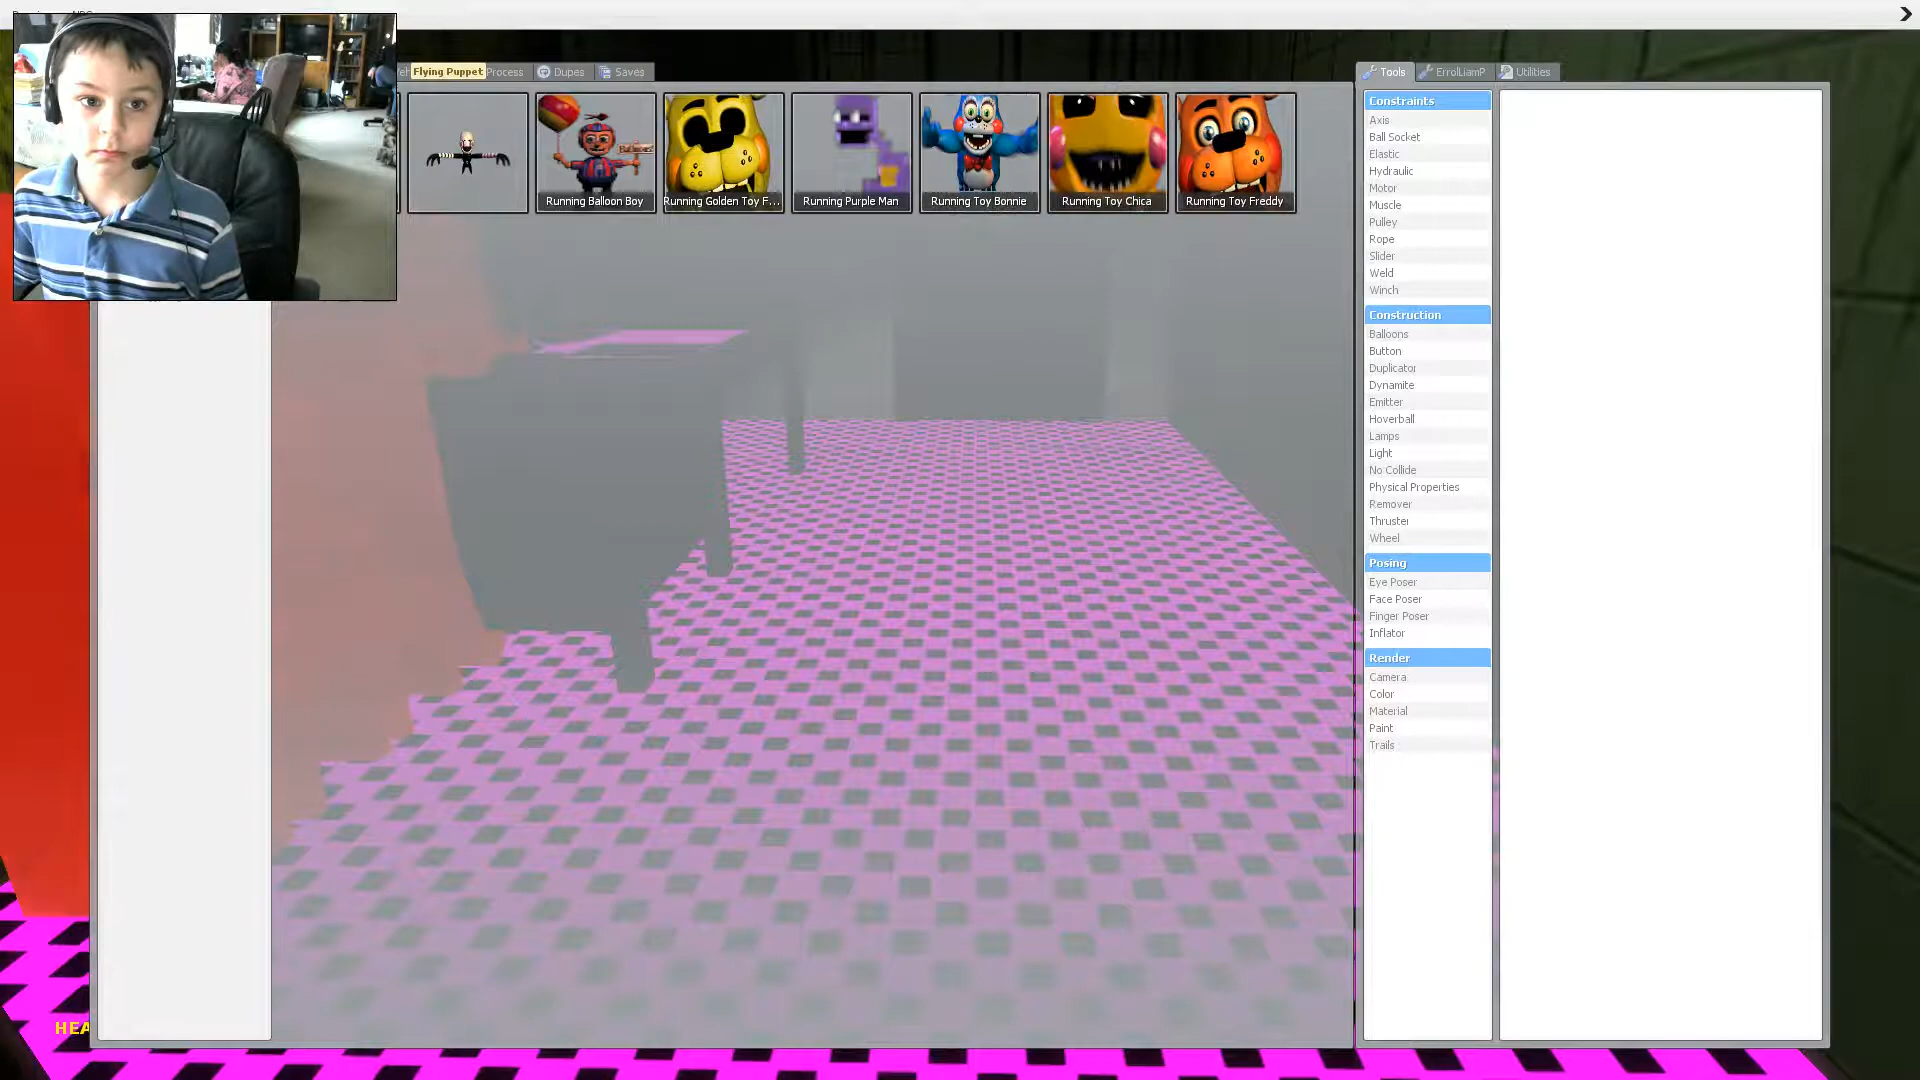 Flying Puppet
Process
Dupes
Saves
Tools
ErrolLiamP
Utilities
Running Balloon Boy
Running Golden Toy F...
Running Purple Man
Running Toy Bonnie
Running Toy Chica
Running Toy Freddy
Constraints
Axis
Ball Socket
Elastic
Hydraulic
Motor
Muscle
Pulley
Rope
Slider
Weld
Winch
Construction
Balloons
Button
Duplicator
Dynamite
Emitter
Hoverball
Lamps
Light
No Collide
Physical Properties
Remover
Thruster
Wheel
Posing
Eye Poser
Face Poser
Finger Poser
Inflator
Render
Camera
Color
Material
Paint
Trails
HEA